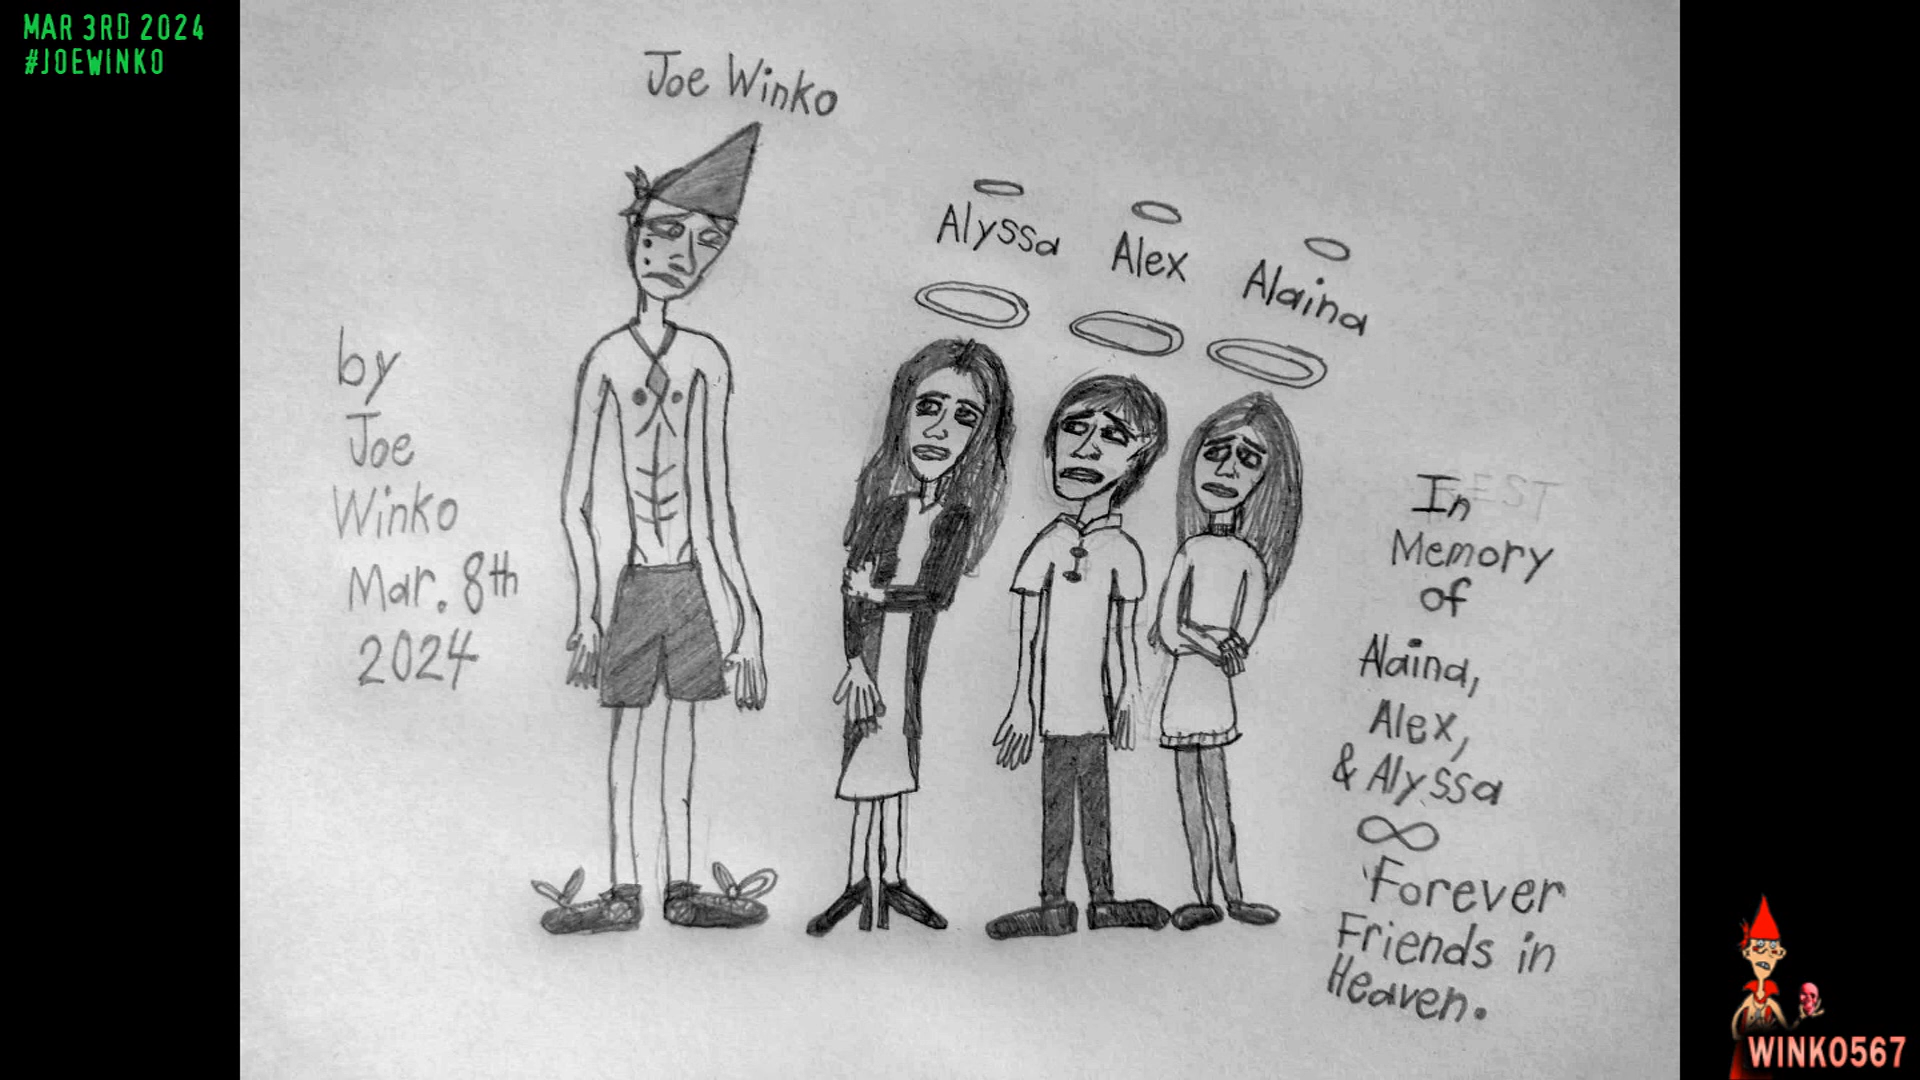 MAR 3RD 2024
#JOEWINKO
Joe Winko
Alyssa
Alex
Alaina
by
Joe
Winko
Mar. 8th
2024
REST
In
Memory
of
Alaina,
Alex,
& Alyssa
∞
Forever
Friends in
Heaven.
WINKO567